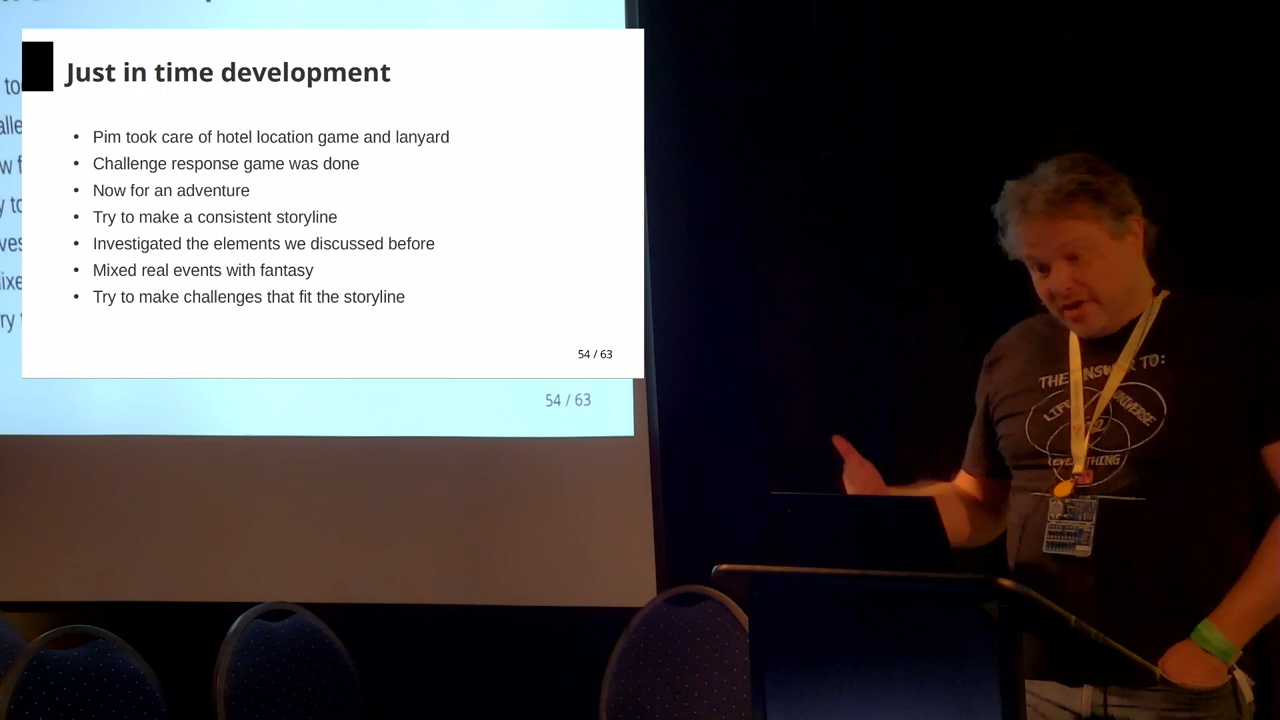 Just in time development
• Pim took care of hotel location game and lanyard
• Challenge response game was done
• Now for an adventure
• Try to make a consistent storyline
• Investigated the elements we discussed before
• Mixed real events with fantasy
• Try to make challenges that fit the storyline
54 / 63
54 / 63
THE ANSWER TO:
LIFE
UNIVERSE
EVERYTHING